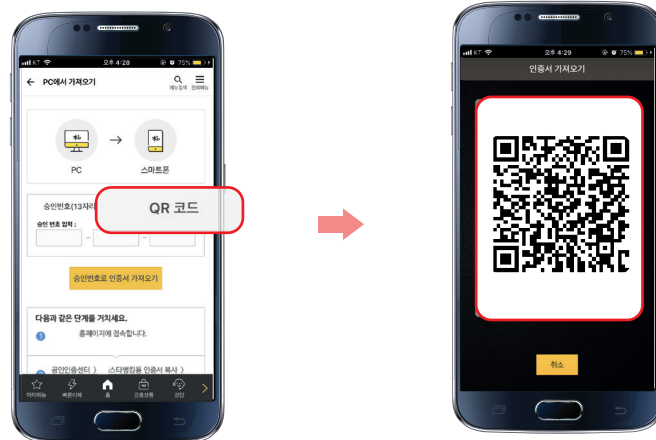 KT 오후 4:28 75%
PC에서 가져오기
메뉴검색 전체메뉴
PC 스마트폰
승인번호(13자리
QR 코드
승인 번호 입력 :
- -
승인번호로 인증서 가져오기
다음과 같은 단계를 거치세요.
1 홈페이지에 접속합니다.
공인인증센터 〉 스타뱅킹용 인증서 복사 〉
마이메뉴 빠른이체 홈 금융상품 상담
KT 오후 4:29 75%
인증서 가져오기
취소